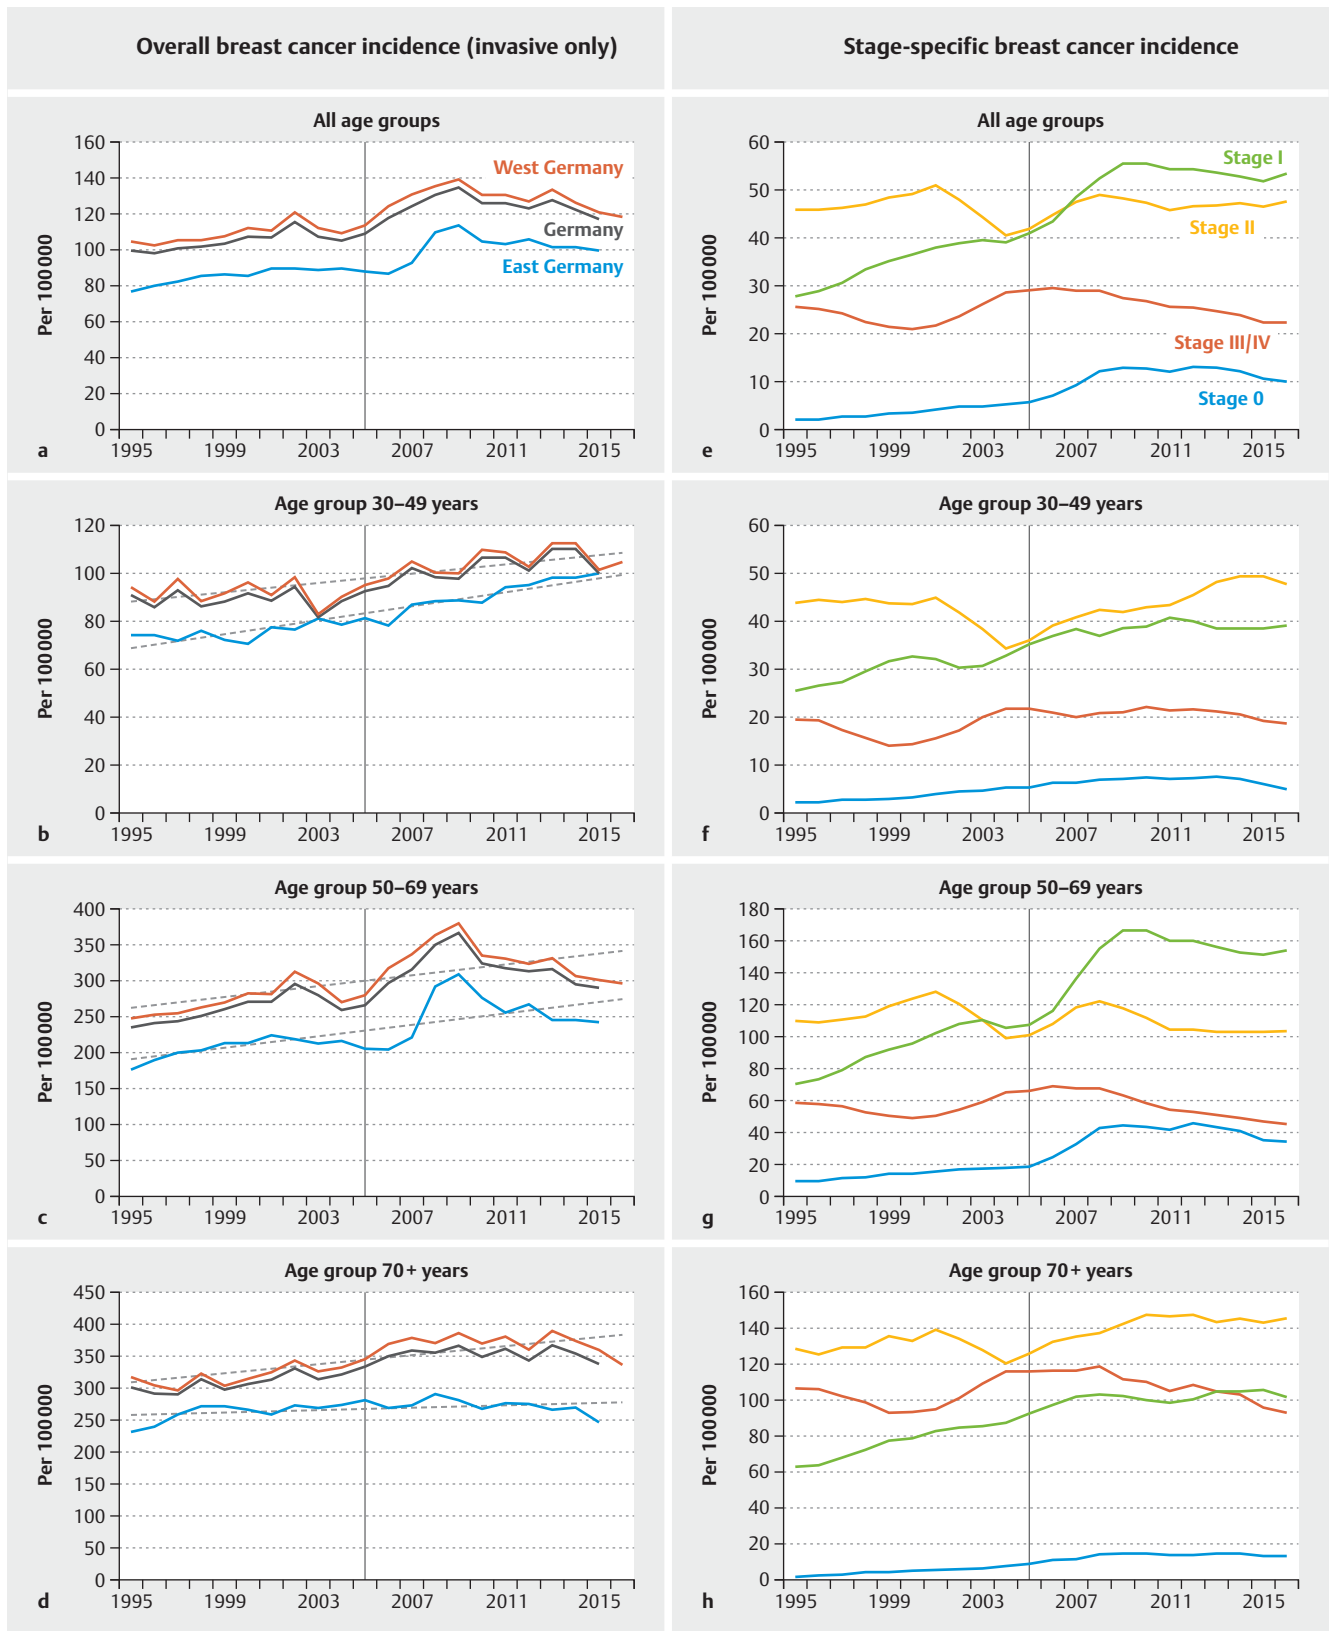 Overall breast cancer incidence (invasive only)
Stage-specific breast cancer incidence
All age groups
Per 100 000
160
140
120
100
80
60
40
20
0
West Germany
Germany
East Germany
1995 1999 2003 2007 2011 2015
a
All age groups
Per 100 000
60
50
40
30
20
10
0
Stage I
Stage II
Stage III/IV
Stage 0
1995 1999 2003 2007 2011 2015
e
Age group 30–49 years
Per 100 000
120
100
80
60
40
20
0
1995 1999 2003 2007 2011 2015
b
Age group 30–49 years
Per 100 000
60
50
40
30
20
10
0
1995 1999 2003 2007 2011 2015
f
Age group 50–69 years
Per 100 000
400
350
300
250
200
150
100
50
0
1995 1999 2003 2007 2011 2015
c
Age group 50–69 years
Per 100 000
180
160
140
120
100
80
60
40
20
0
1995 1999 2003 2007 2011 2015
g
Age group 70+ years
Per 100 000
450
400
350
300
250
200
150
100
50
0
1995 1999 2003 2007 2011 2015
d
Age group 70+ years
Per 100 000
160
140
120
100
80
60
40
20
0
1995 1999 2003 2007 2011 2015
h